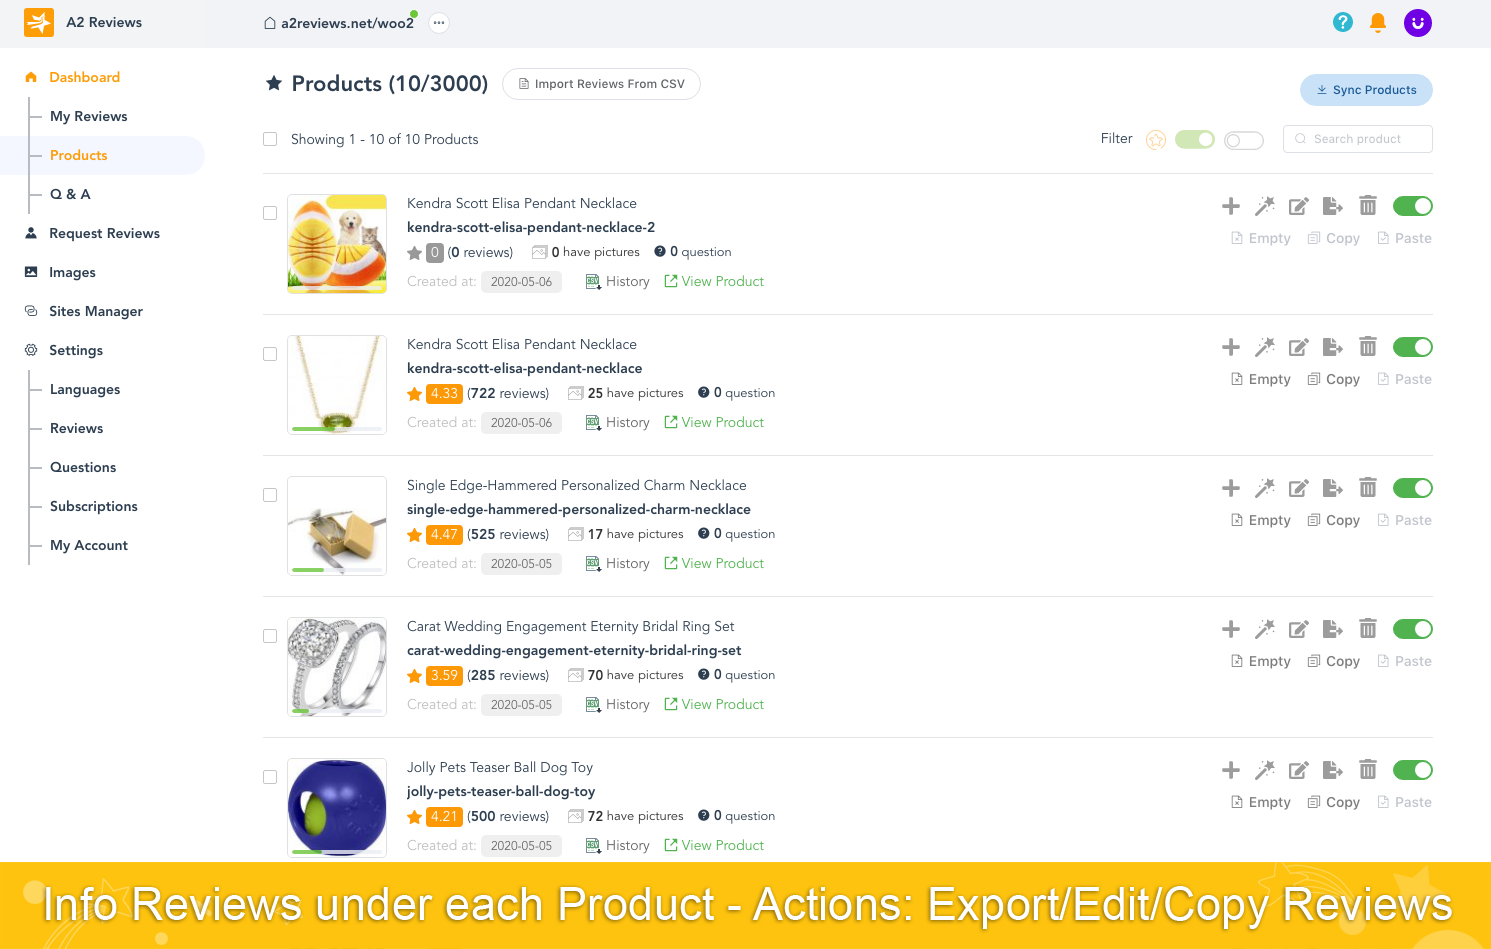 A2 Reviews
a2reviews.net/woo2
Dashboard
My Reviews
Products
Q & A
Request Reviews
Images
Sites Manager
Settings
Languages
Reviews
Questions
Subscriptions
My Account
Products (10/3000)
Import Reviews From CSV
Sync Products
Showing 1 - 10 of 10 Products
Filter
Search product
Kendra Scott Elisa Pendant Necklace
kendra-scott-elisa-pendant-necklace-2
0 (0 reviews) 0 have pictures 0 question
Created at: 2020-05-06 History View Product
Empty Copy Paste
Kendra Scott Elisa Pendant Necklace
kendra-scott-elisa-pendant-necklace
4.33 (722 reviews) 25 have pictures 0 question
Created at: 2020-05-06 History View Product
Empty Copy Paste
Single Edge-Hammered Personalized Charm Necklace
single-edge-hammered-personalized-charm-necklace
4.47 (525 reviews) 17 have pictures 0 question
Created at: 2020-05-05 History View Product
Empty Copy Paste
Carat Wedding Engagement Eternity Bridal Ring Set
carat-wedding-engagement-eternity-bridal-ring-set
3.59 (285 reviews) 70 have pictures 0 question
Created at: 2020-05-05 History View Product
Empty Copy Paste
Jolly Pets Teaser Ball Dog Toy
jolly-pets-teaser-ball-dog-toy
4.21 (500 reviews) 72 have pictures 0 question
Created at: 2020-05-05 History View Product
Empty Copy Paste
Info Reviews under each Product - Actions: Export/Edit/Copy Reviews